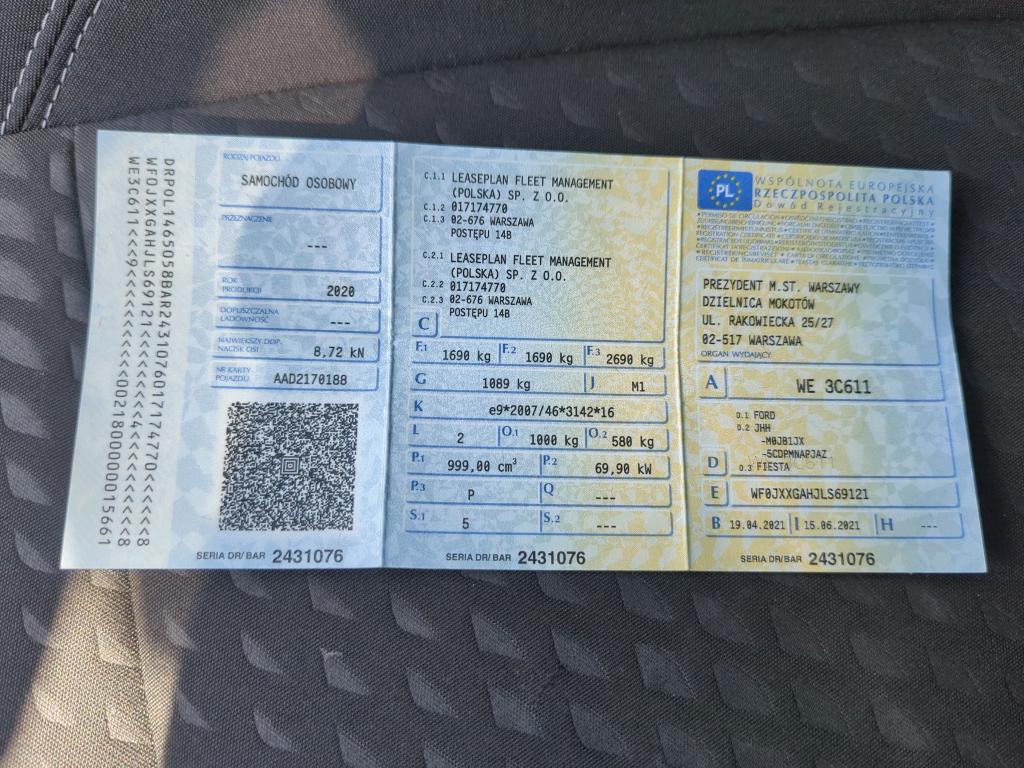 DRPOL1465058BAR2431076017174770<<<<<8
WF0JXXGAHJLS69121<<<<<<<4<<<<<<<<<<<8
WE3C611<<<9<<<<<<<<<0021800000015661
RODZAJ POJAZDU
SAMOCHÓD OSOBOWY
PRZEZNACZENIE
---
ROK PRODUKCJI 2020
DOPUSZCZALNA ŁADOWNOŚĆ ---
NAJWIĘKSZY DOP. NACISK OSI 8,72 kN
NR KARTY POJAZDU AAD2170188
SERIA DR/BAR 2431076
C.1.1 LEASEPLAN FLEET MANAGEMENT
(POLSKA) SP. Z O.O.
C.1.2 017174770
C.1.3 02-676 WARSZAWA
POSTĘPU 14B
C.2.1 LEASEPLAN FLEET MANAGEMENT
(POLSKA) SP. Z O.O.
C.2.2 017174770
C.2.3 02-676 WARSZAWA
POSTĘPU 14B
C
F.1 1690 kg F.2 1690 kg F.3 2690 kg
G 1089 kg J M1
K e9*2007/46*3142*16
L 2 O.1 1000 kg O.2 580 kg
P.1 999,00 cm³ P.2 69,90 kW
P.3 P Q ---
S.1 5 S.2 ---
SERIA DR/BAR 2431076
PL WSPÓLNOTA EUROPEJSKA
RZECZPOSPOLITA POLSKA
Dowód Rejestracyjny
PREZYDENT M.ST. WARSZAWY
DZIELNICA MOKOTÓW
UL. RAKOWIECKA 25/27
02-517 WARSZAWA
ORGAN WYDAJĄCY
A WE 3C611
D.1 FORD
D.2 JHH
-M0JB1JX
-5CDPMNAPJAZ
D D.3 FIESTA
E WF0JXXGAHJLS69121
B 19.04.2021 I 15.06.2021 H ---
SERIA DR/BAR 2431076